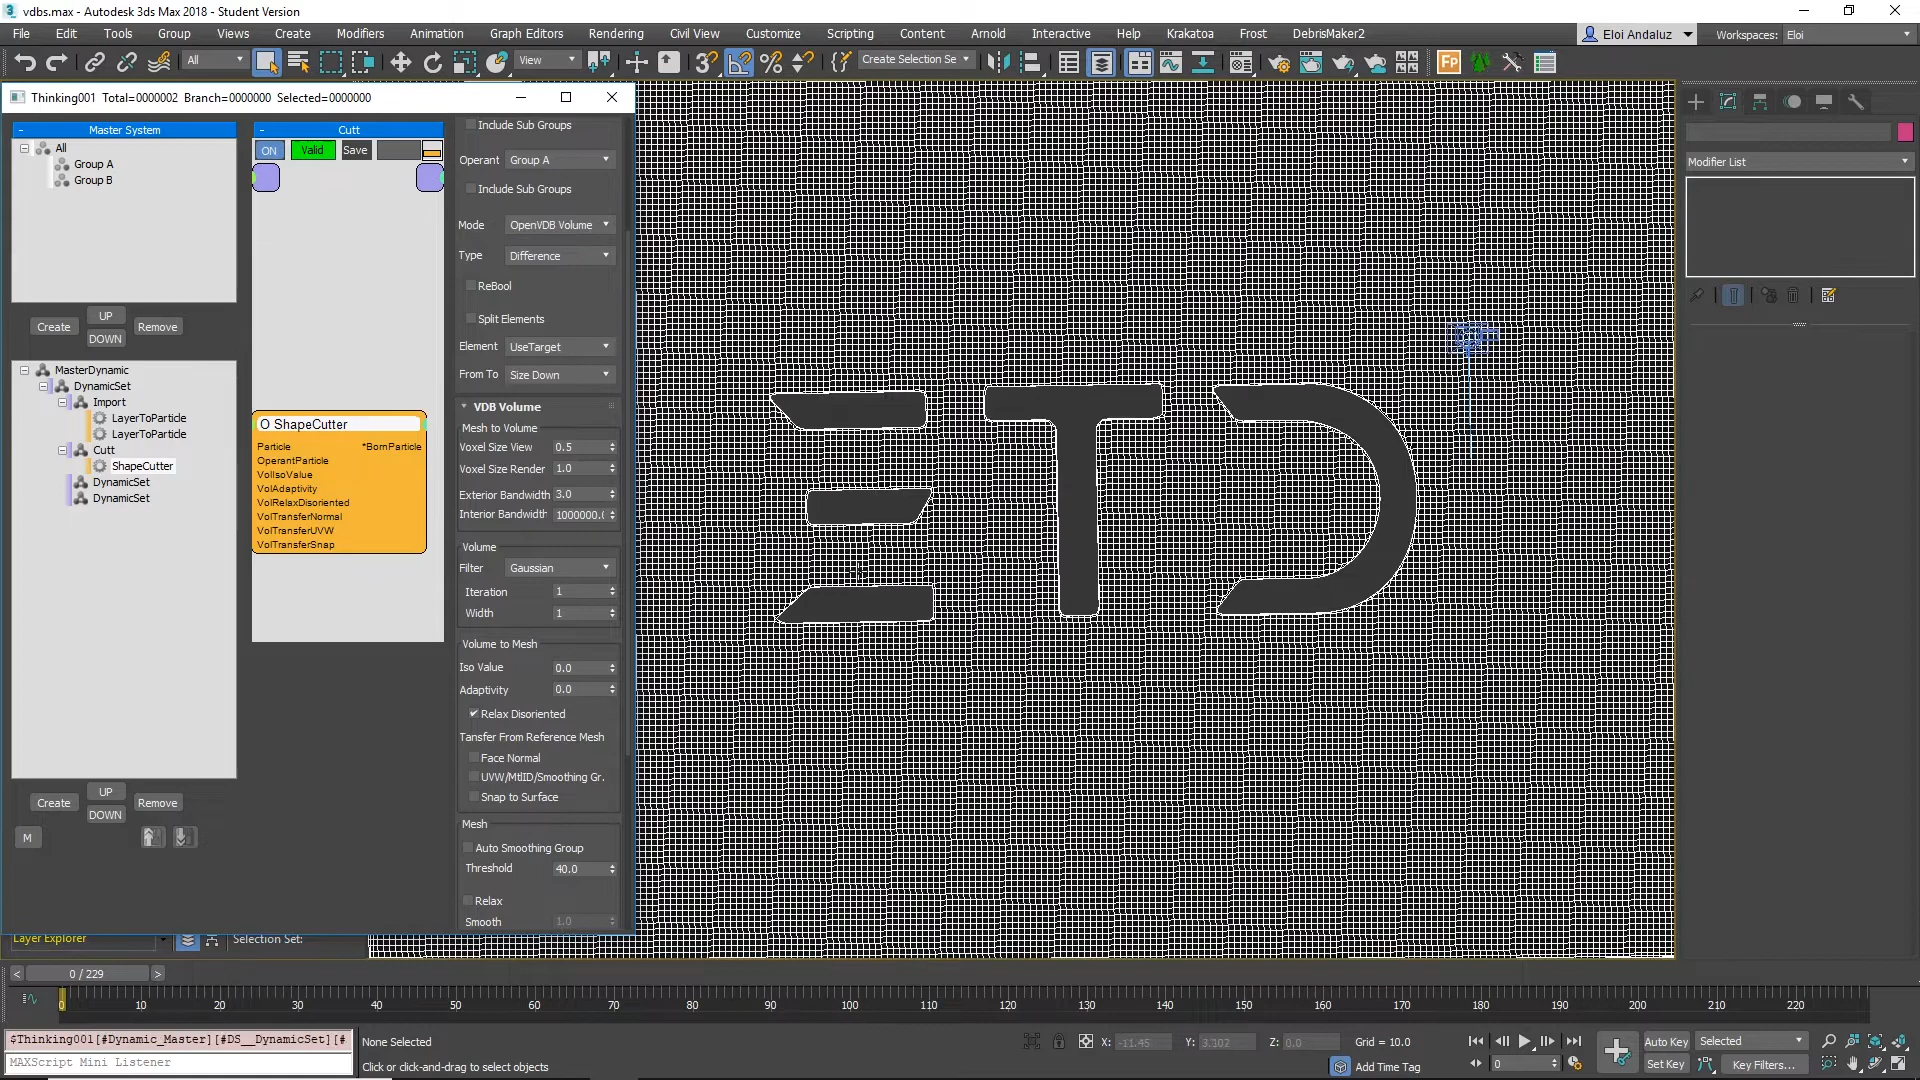 vdbs.max - Autodesk 3ds Max 2018 - Student Version
File Edit Tools Group Views Create Modifiers Animation Graph Editors Rendering Civil View Customize Scripting Content Arnold Interactive Help Krakatoa Frost DebrisMaker2 Eloi Andaluz Workspaces: Eloi
All View Create Selection Se
Thinking001 Total=0000002 Branch=0000000 Selected=0000000
Master System
All
Group A
Group B
Create UP Remove
DOWN
MasterDynamic
DynamicSet
Import
LayerToParticle
LayerToParticle
Cutt
ShapeCutter
DynamicSet
DynamicSet
Create UP Remove
DOWN
M
Cutt
ON Valid Save
O ShapeCutter
Particle *BornParticle
OperantParticle
VolIsoValue
VolAdaptivity
VolRelaxDisoriented
VolTransferNormal
VolTransferUVW
VolTransferSnap
Include Sub Groups
Operant Group A
Include Sub Groups
Mode OpenVDB Volume
Type Difference
ReBool
Split Elements
Element UseTarget
From To Size Down
VDB Volume
Mesh to Volume
Voxel Size View 0.5
Voxel Size Render 1.0
Exterior Bandwidth 3.0
Interior Bandwidth 1000000.(
Volume
Filter Gaussian
Iteration 1
Width 1
Volume to Mesh
Iso Value 0.0
Adaptivity 0.0
Relax Disoriented
Tansfer From Reference Mesh
Face Normal
UVW/MtlID/Smoothing Gr.
Snap to Surface
Mesh
Auto Smoothing Group
Threshold 40.0
Relax
Smooth 1.0
Modifier List
Layer Explorer Selection Set:
< 0 / 229 >
0 10 20 30 40 50 60 70 80 90 100 110 120 130 140 150 160 170 180 190 200 210 220
$Thinking001[#Dynamic_Master][#DS__DynamicSet][#
MAXScript Mini Listener
None Selected
Click or click-and-drag to select objects
X: -11.45 Y: 3.302 Z: 0.0 Grid = 10.0
Add Time Tag
0
Auto Key Selected
Set Key Key Filters...